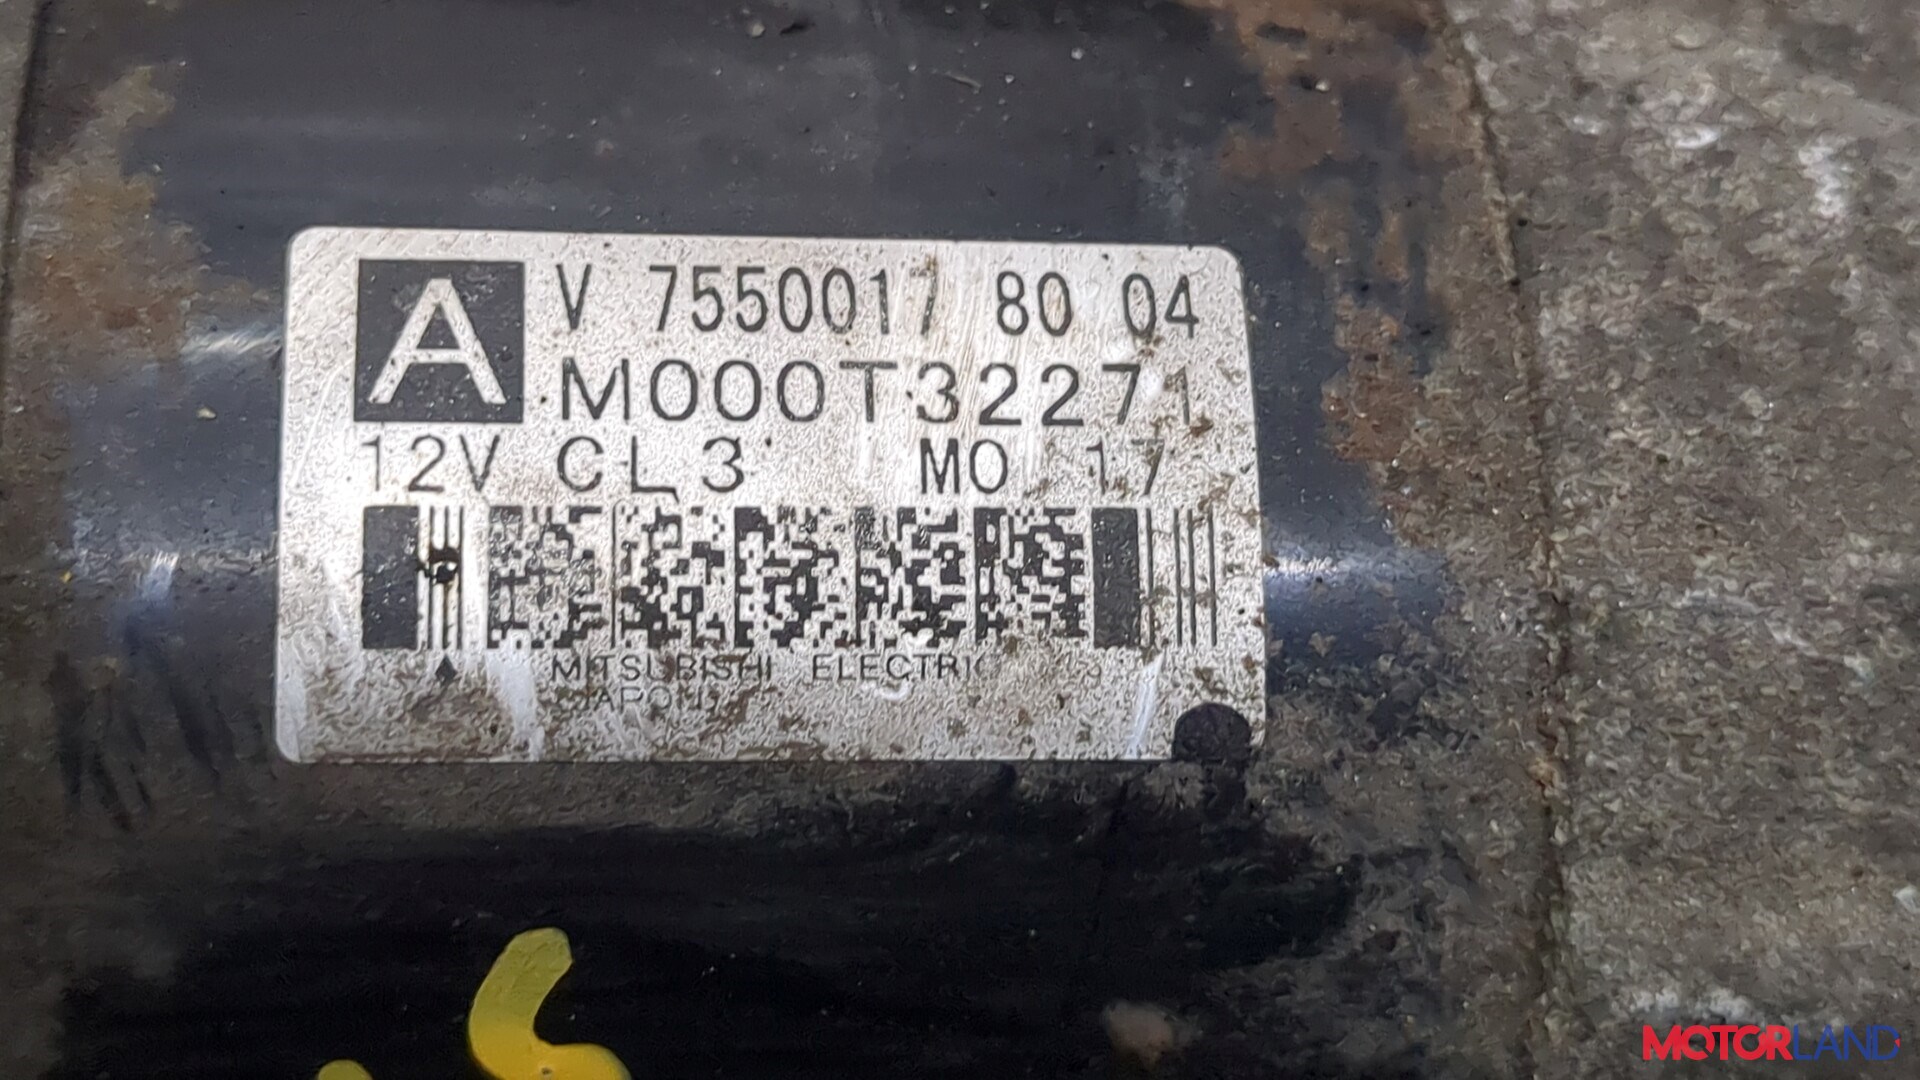 A
V 7550017 80 04
M000T32271
12V CL3 MO 17
MITSUBISHI ELECTRIC
MOTORLAND